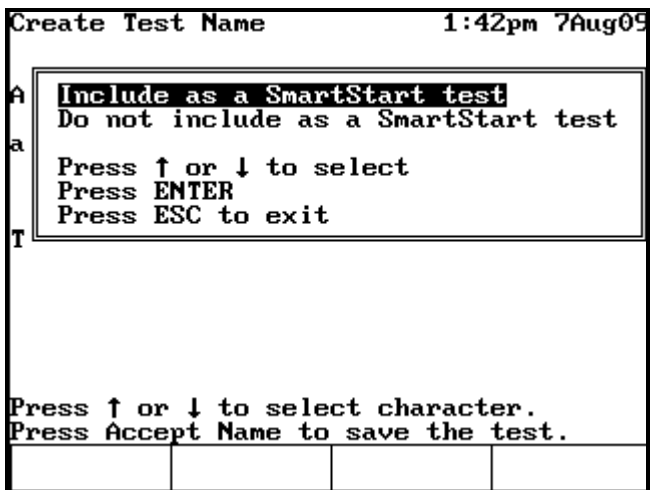 Create Test Name 1:42pm 7Aug09
A
Include as a SmartStart test
Do not include as a SmartStart test
a
Press ↑ or ↓ to select
Press ENTER
Press ESC to exit
T
Press ↑ or ↓ to select character.
Press Accept Name to save the test.